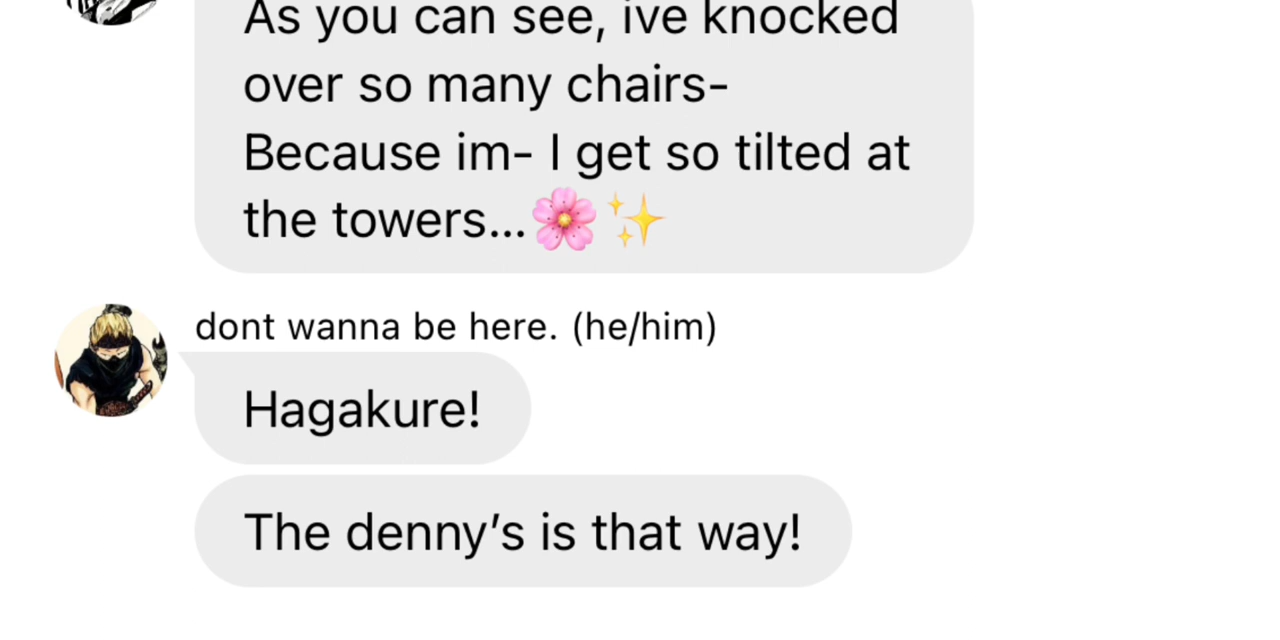 As you can see, ive knocked
over so many chairs-
Because im- I get so tilted at
the towers...🌸✨
dont wanna be here. (he/him)
Hagakure!
The denny’s is that way!